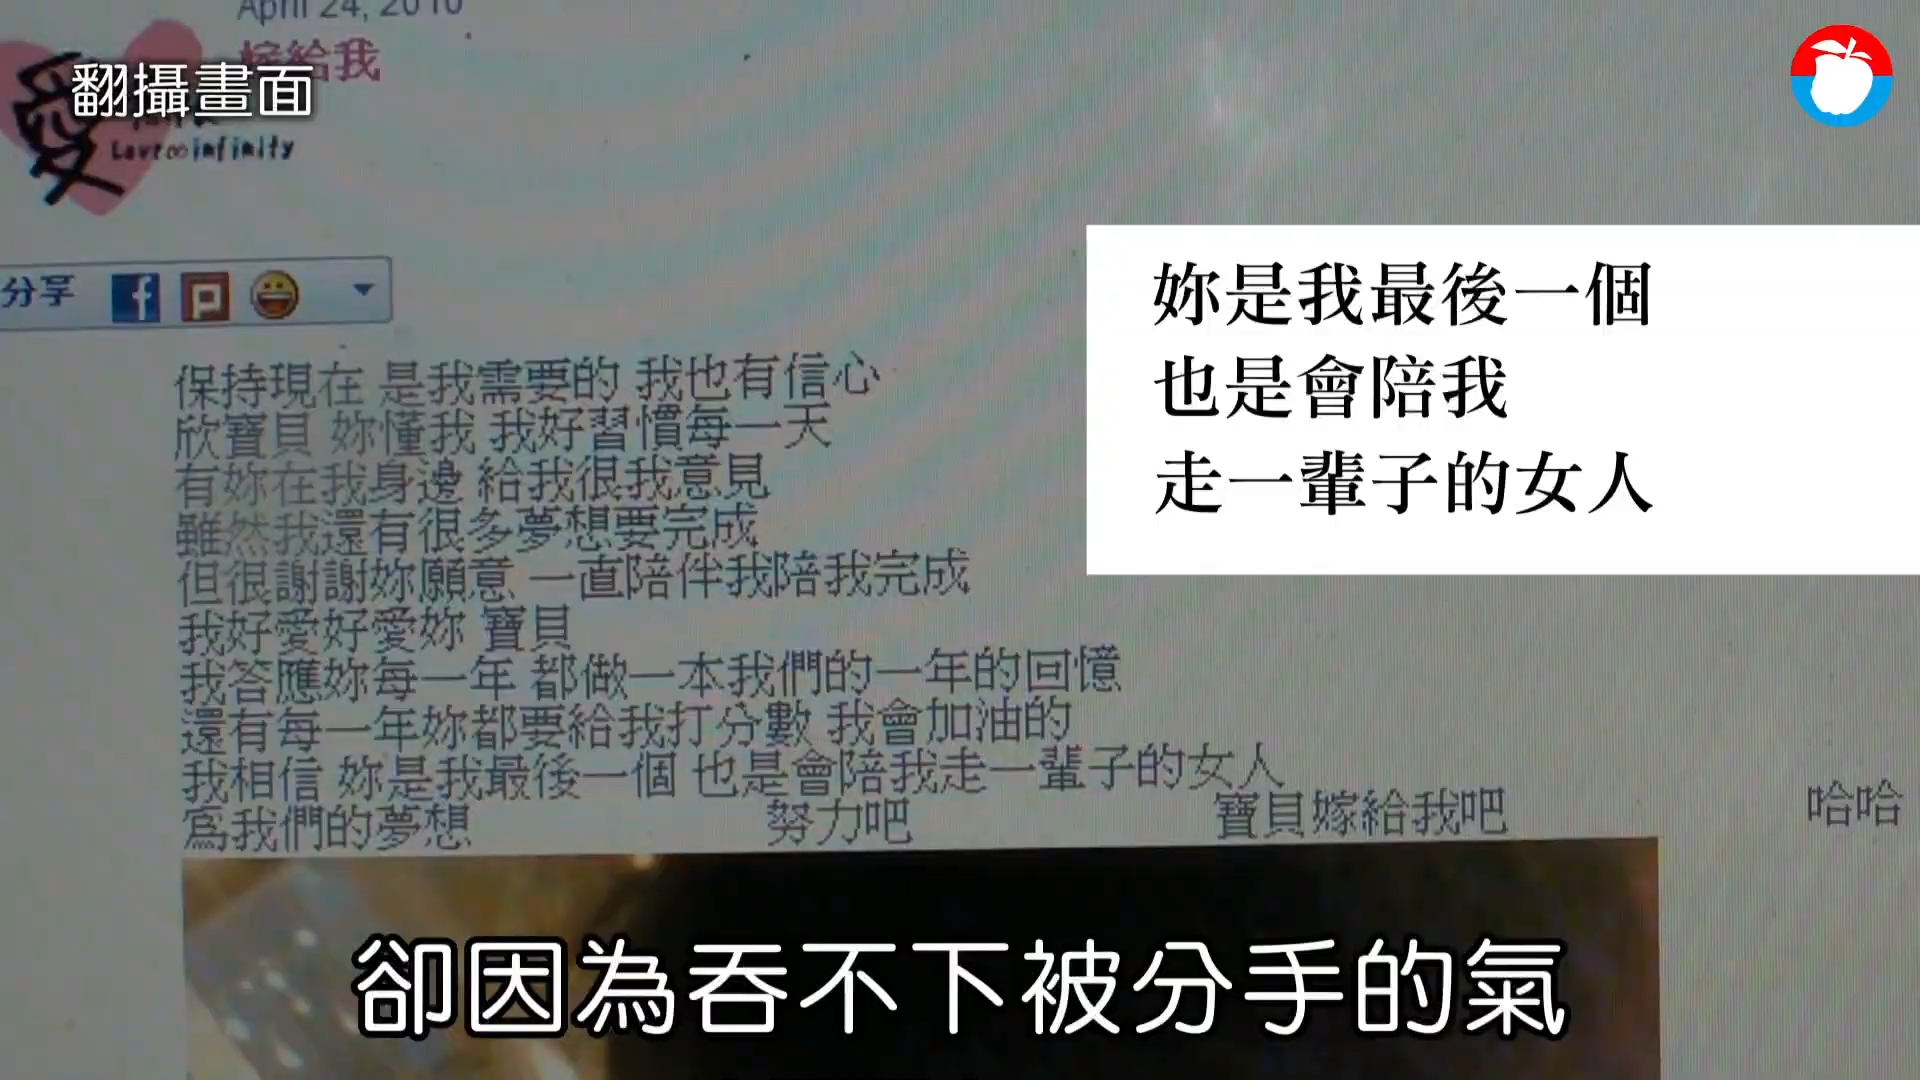 April 24, 2010
嫁給我
翻攝畫面
愛
Love∞infinity
分享
妳是我最後一個
也是會陪我
走一輩子的女人
保持現在 是我需要的 我也有信心
欣寶貝 妳懂我 我好習慣每一天
有妳在我身邊 給我很我意見
雖然我還有很多夢想要完成
但很謝謝妳願意 一直陪伴我陪我完成
我好愛好愛妳 寶貝
我答應妳每一年 都做一本我們的一年的回憶
還有每一年妳都要給我打分數 我會加油的
我相信 妳是我最後一個 也是會陪我走一輩子的女人
為我們的夢想 努力吧 寶貝嫁給我吧 哈哈
卻因為吞不下被分手的氣